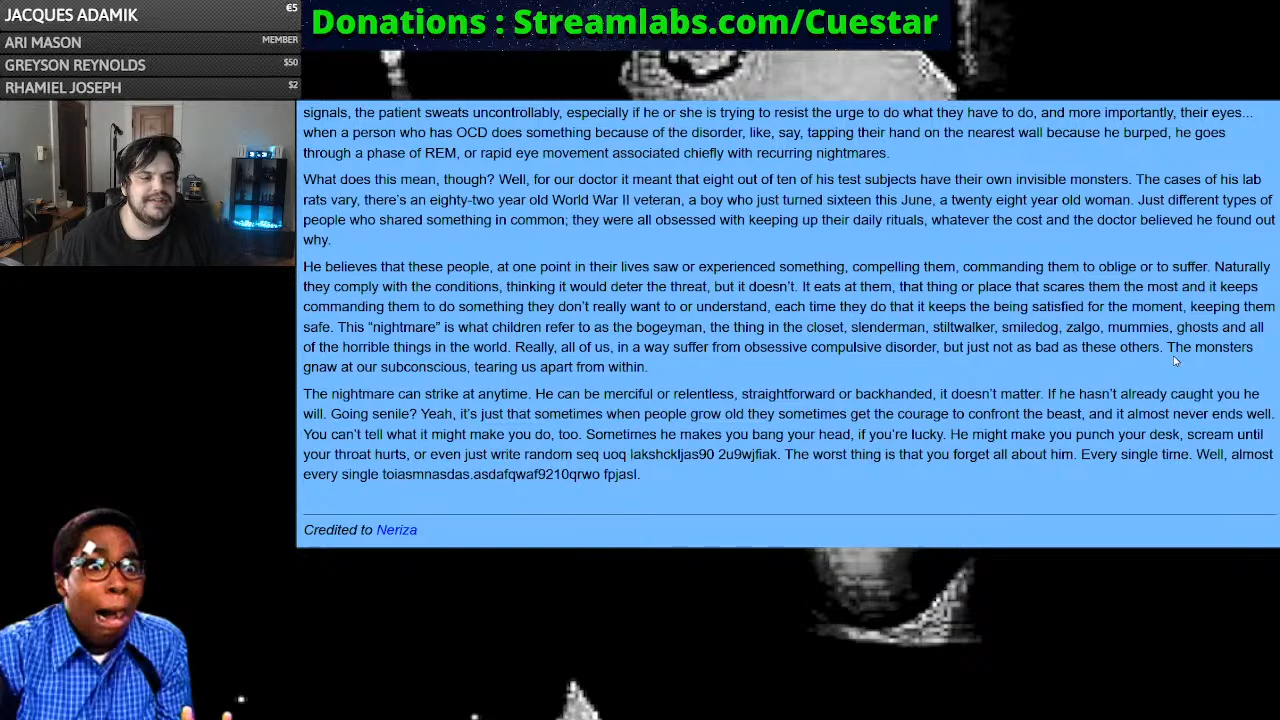 JACQUES ADAMIK €5
ARI MASON MEMBER
GREYSON REYNOLDS $50
RHAMIEL JOSEPH $2
Donations : Streamlabs.com/Cuestar
signals, the patient sweats uncontrollably, especially if he or she is trying to resist the urge to do what they have to do, and more importantly, their eyes...
when a person who has OCD does something because of the disorder, like, say, tapping their hand on the nearest wall because he burped, he goes
through a phase of REM, or rapid eye movement associated chiefly with recurring nightmares.
What does this mean, though? Well, for our doctor it meant that eight out of ten of his test subjects have their own invisible monsters. The cases of his lab
rats vary, there's an eighty-two year old World War II veteran, a boy who just turned sixteen this June, a twenty eight year old woman. Just different types of
people who shared something in common; they were all obsessed with keeping up their daily rituals, whatever the cost and the doctor believed he found out
why.
He believes that these people, at one point in their lives saw or experienced something, compelling them, commanding them to oblige or to suffer. Naturally
they comply with the conditions, thinking it would deter the threat, but it doesn't. It eats at them, that thing or place that scares them the most and it keeps
commanding them to do something they don't really want to or understand, each time they do that it keeps the being satisfied for the moment, keeping them
safe. This "nightmare" is what children refer to as the bogeyman, the thing in the closet, slenderman, stiltwalker, smiledog, zalgo, mummies, ghosts and all
of the horrible things in the world. Really, all of us, in a way suffer from obsessive compulsive disorder, but just not as bad as these others. The monsters
gnaw at our subconscious, tearing us apart from within.
The nightmare can strike at anytime. He can be merciful or relentless, straightforward or backhanded, it doesn't matter. If he hasn't already caught you he
will. Going senile? Yeah, it's just that sometimes when people grow old they sometimes get the courage to confront the beast, and it almost never ends well.
You can't tell what it might make you do, too. Sometimes he makes you bang your head, if you're lucky. He might make you punch your desk, scream until
your throat hurts, or even just write random seq uoq lakshckljas90 2u9wjfiak. The worst thing is that you forget all about him. Every single time. Well, almost
every single toiasmnasdas.asdafqwaf9210qrwo fpjasl.
Credited to Neriza